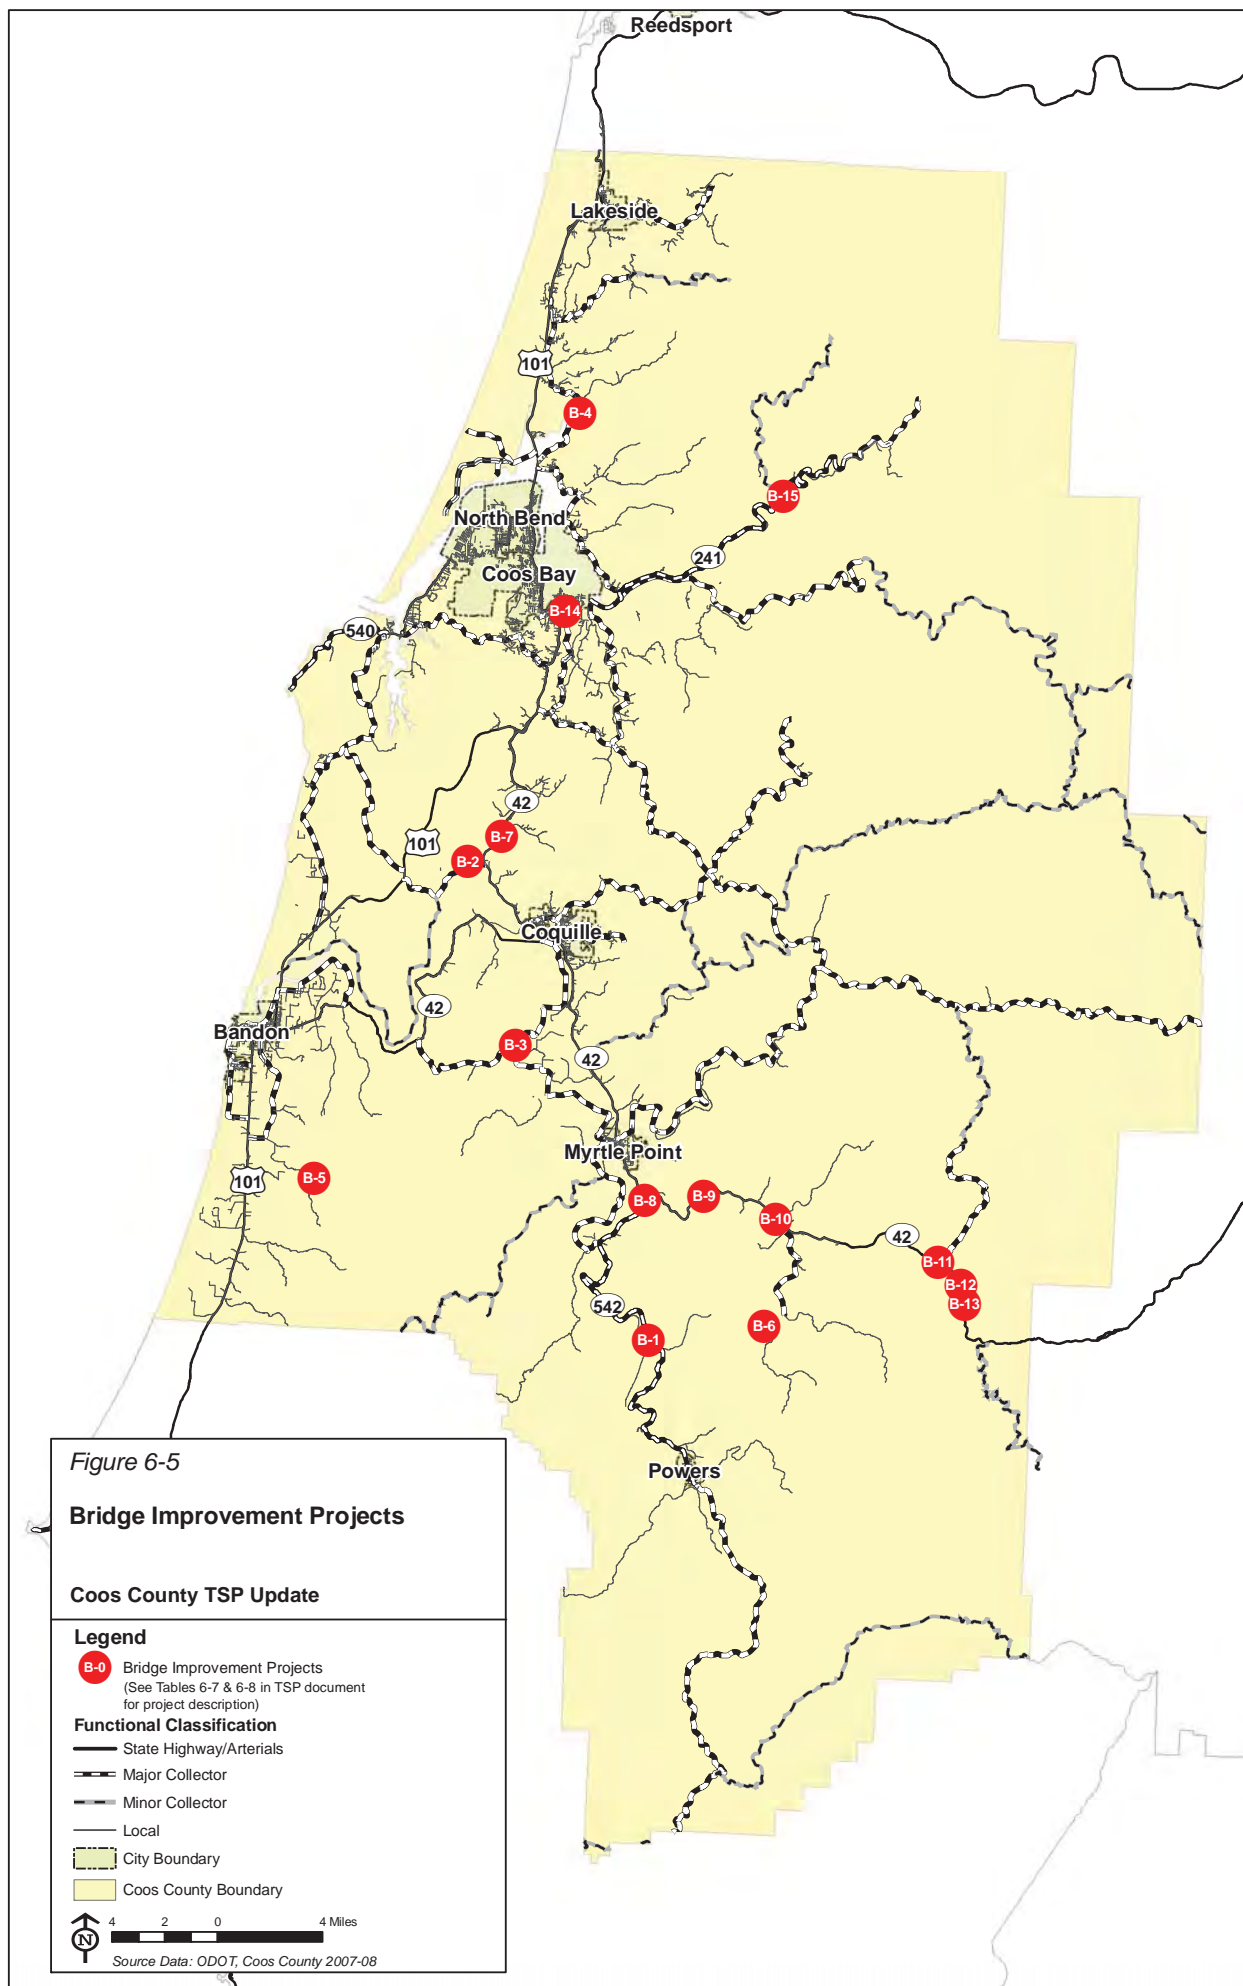 Reedsport
Lakeside
101
B-4
B-15
North Bend
241
Coos Bay
B-14
540
42
B-7
101
B-2
Coquille
42
Bandon
B-3
42
Myrtle Point
B-5
101
B-8
B-9
B-10
42
B-11
B-12
B-13
542
B-6
B-1
Powers
Figure 6-5
Bridge Improvement Projects
Coos County TSP Update
Legend
B-0 Bridge Improvement Projects
(See Tables 6-7 & 6-8 in TSP document
for project description)
Functional Classification
State Highway/Arterials
Major Collector
Minor Collector
Local
City Boundary
Coos County Boundary
N
4 2 0 4 Miles
Source Data: ODOT, Coos County 2007-08